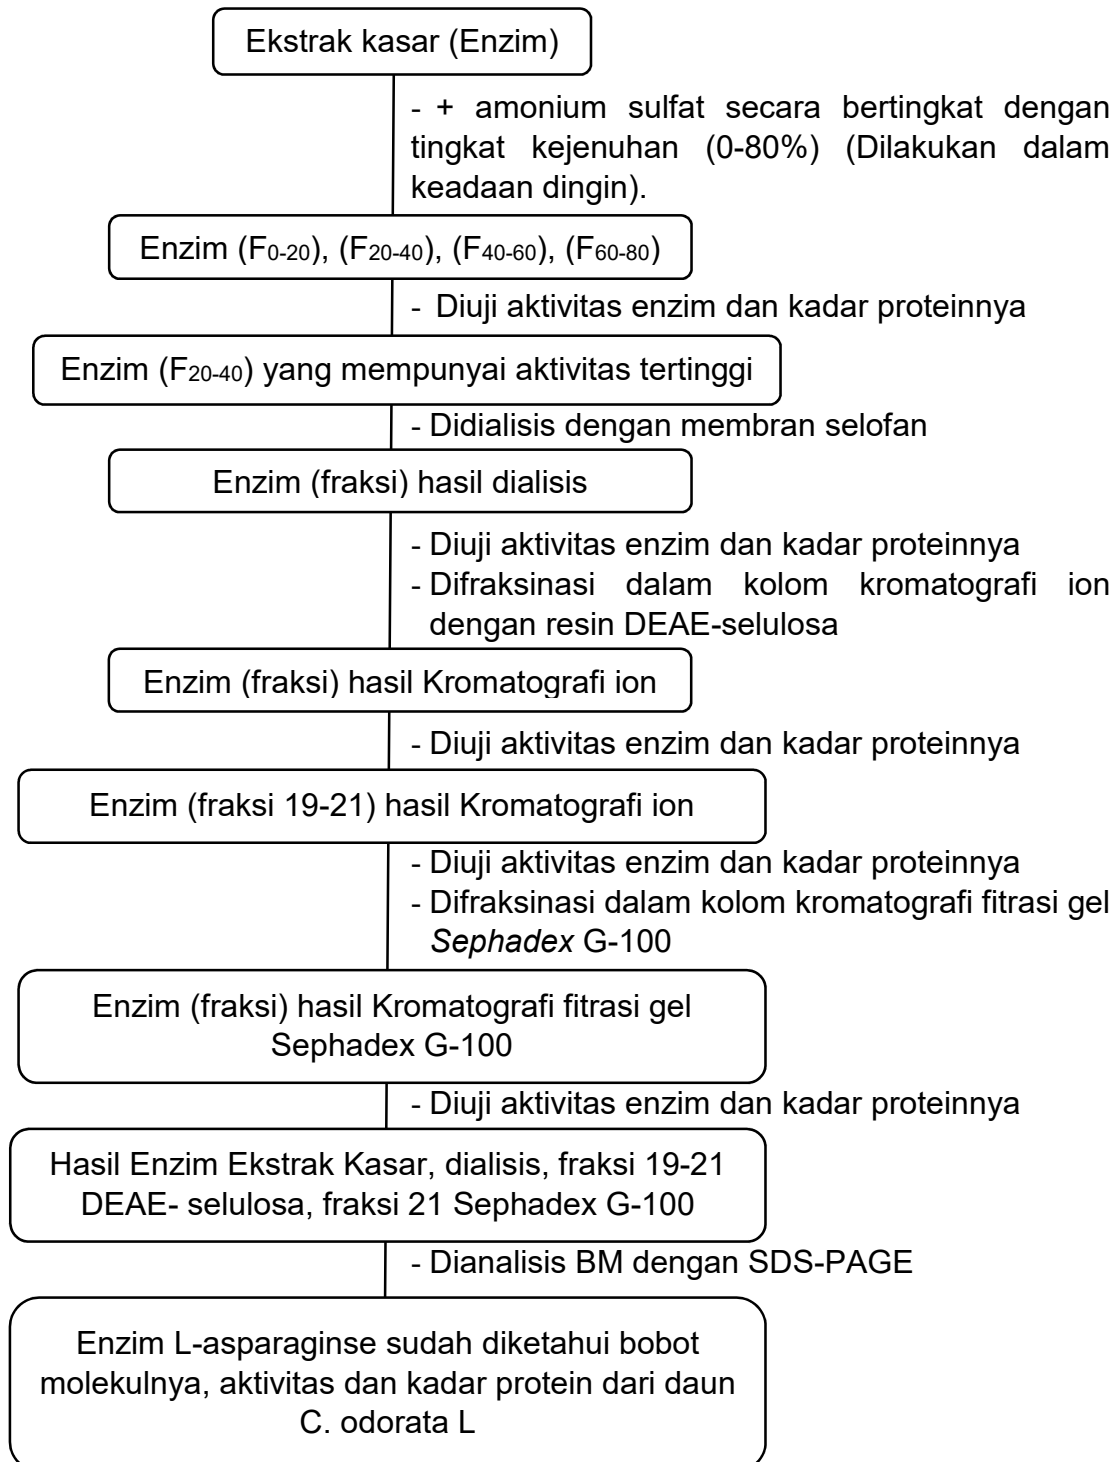 Ekstrak kasar (Enzim)
- + amonium sulfat secara bertingkat dengan
tingkat kejenuhan (0-80%) (Dilakukan dalam
keadaan dingin).
Enzim (F0-20), (F20-40), (F40-60), (F60-80)
- Diuji aktivitas enzim dan kadar proteinnya
Enzim (F20-40) yang mempunyai aktivitas tertinggi
- Didialisis dengan membran selofan
Enzim (fraksi) hasil dialisis
- Diuji aktivitas enzim dan kadar proteinnya
- Difraksinasi dalam kolom kromatografi ion
dengan resin DEAE-selulosa
Enzim (fraksi) hasil Kromatografi ion
- Diuji aktivitas enzim dan kadar proteinnya
Enzim (fraksi 19-21) hasil Kromatografi ion
- Diuji aktivitas enzim dan kadar proteinnya
- Difraksinasi dalam kolom kromatografi fitrasi gel
Sephadex G-100
Enzim (fraksi) hasil Kromatografi fitrasi gel
Sephadex G-100
- Diuji aktivitas enzim dan kadar proteinnya
Hasil Enzim Ekstrak Kasar, dialisis, fraksi 19-21
DEAE- selulosa, fraksi 21 Sephadex G-100
- Dianalisis BM dengan SDS-PAGE
Enzim L-asparaginse sudah diketahui bobot
molekulnya, aktivitas dan kadar protein dari daun
C. odorata L